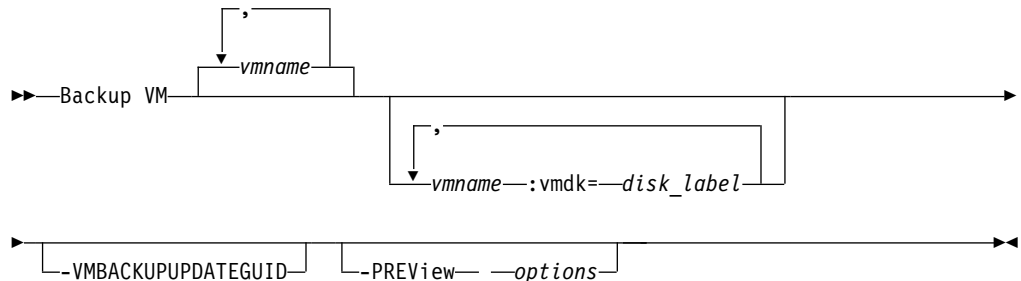 ,
vmname
Backup VM
,
vmname :vmdk= disk_label
-VMBACKUPUPDATEGUID -PREView options